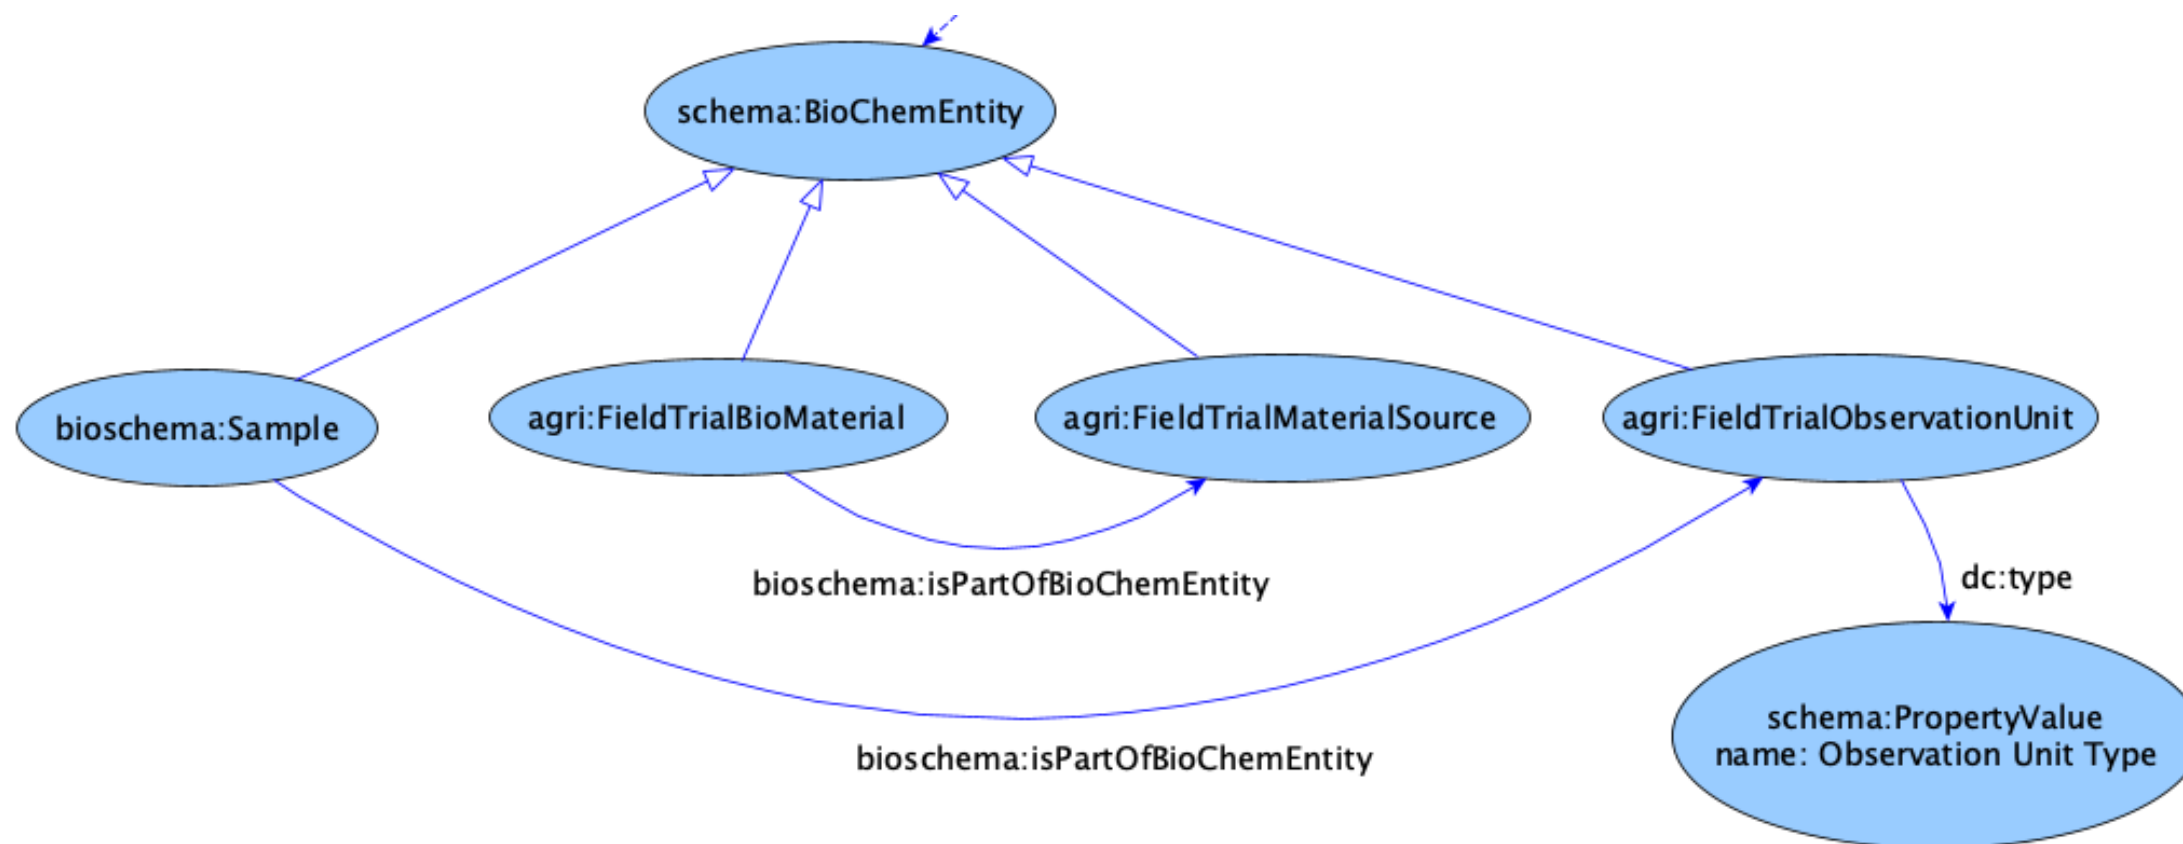 schema:BioChemEntity
bioschema:Sample
agri:FieldTrialBioMaterial
agri:FieldTrialMaterialSource
agri:FieldTrialObservationUnit
bioschema:isPartOfBioChemEntity
dc:type
bioschema:isPartOfBioChemEntity
schema:PropertyValue
name: Observation Unit Type